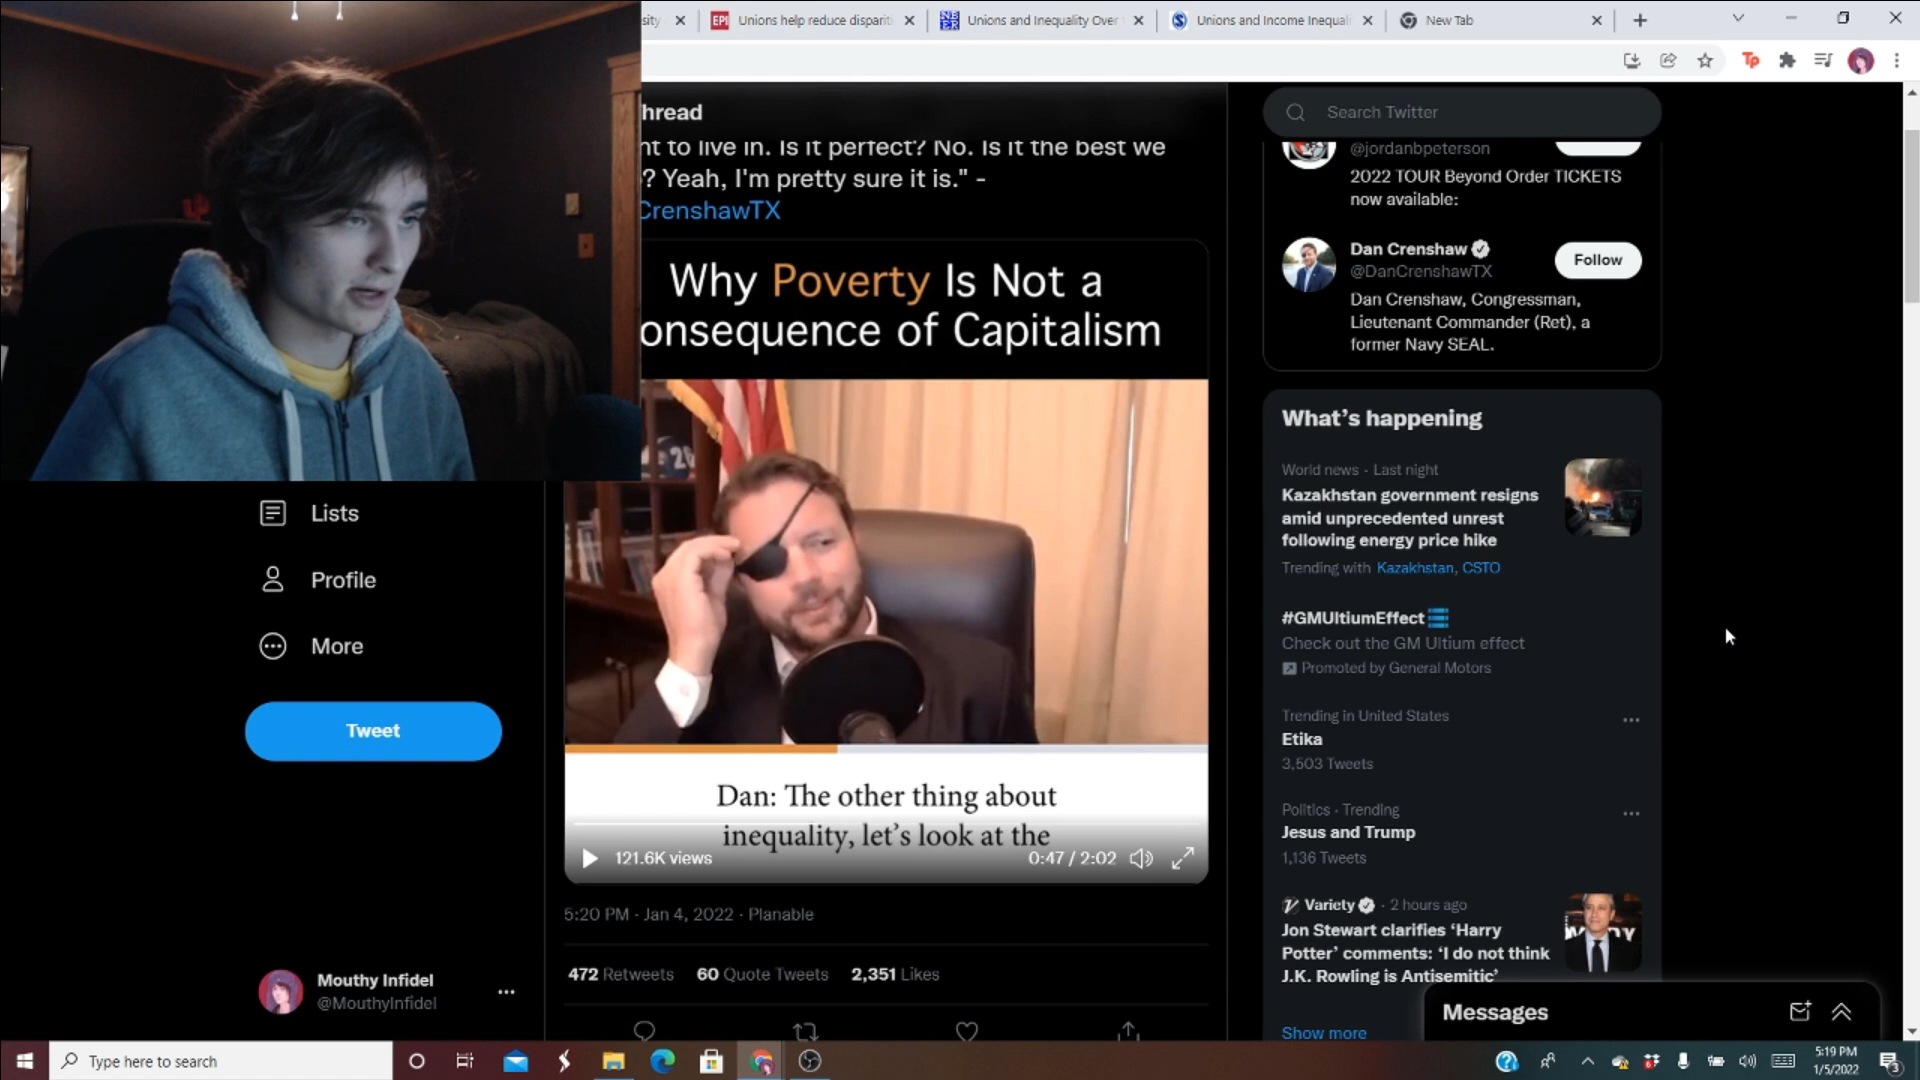 sity
Unions help reduce dispariti
Unions and Inequality Over
Unions and Income Inequal
New Tab
Tp
hread
nt to live in. Is it perfect? No. Is it the best we
? Yeah, I'm pretty sure it is." -
CrenshawTX
Why Poverty Is Not a
onsequence of Capitalism
Dan: The other thing about
inequality, let's look at the
121.6K views
0:47 / 2:02
5:20 PM · Jan 4, 2022 · Planable
472 Retweets 60 Quote Tweets 2,351 Likes
Lists
Profile
More
Tweet
Mouthy Infidel
@MouthyInfidel
Search Twitter
@jordanbpeterson
2022 TOUR Beyond Order TICKETS
now available:
Dan Crenshaw
@DanCrenshawTX
Follow
Dan Crenshaw, Congressman,
Lieutenant Commander (Ret), a
former Navy SEAL.
What's happening
World news · Last night
Kazakhstan government resigns
amid unprecedented unrest
following energy price hike
Trending with Kazakhstan, CSTO
#GMUltiumEffect
Check out the GM Ultium effect
Promoted by General Motors
Trending in United States
Etika
3,503 Tweets
Politics · Trending
Jesus and Trump
1,136 Tweets
Variety · 2 hours ago
Jon Stewart clarifies 'Harry
Potter' comments: 'I do not think
J.K. Rowling is Antisemitic'
Show more
Messages
Type here to search
5:19 PM
1/5/2022
3